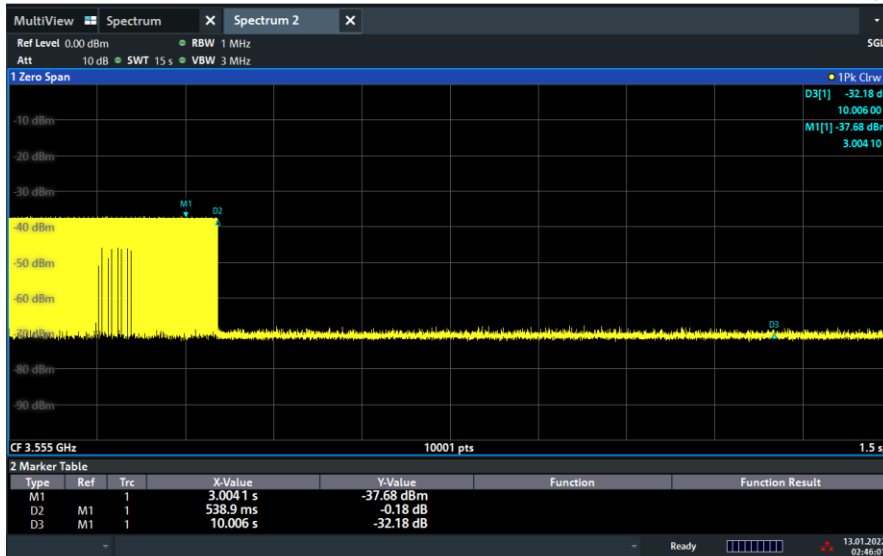 MultiView Spectrum X Spectrum 2 X
Ref Level 0.00 dBm RBW 1 MHz SGL
Att 10 dB SWT 15 s VBW 3 MHz
1 Zero Span 1Pk Clrw
D3[1] -32.18 d
10.006 00
M1[1] -37.68 dBm
3.004 10
-10 dBm
-20 dBm
-30 dBm
M1
D2
-40 dBm
-50 dBm
-60 dBm
D3
-70 dBm
-80 dBm
-90 dBm
CF 3.555 GHz 10001 pts 1.5 s
2 Marker Table
Type Ref Trc X-Value Y-Value Function Function Result
M1 1 3.0041 s -37.68 dBm
D2 M1 1 538.9 ms -0.18 dB
D3 M1 1 10.006 s -32.18 dB
Ready 13.01.202
02:46:0